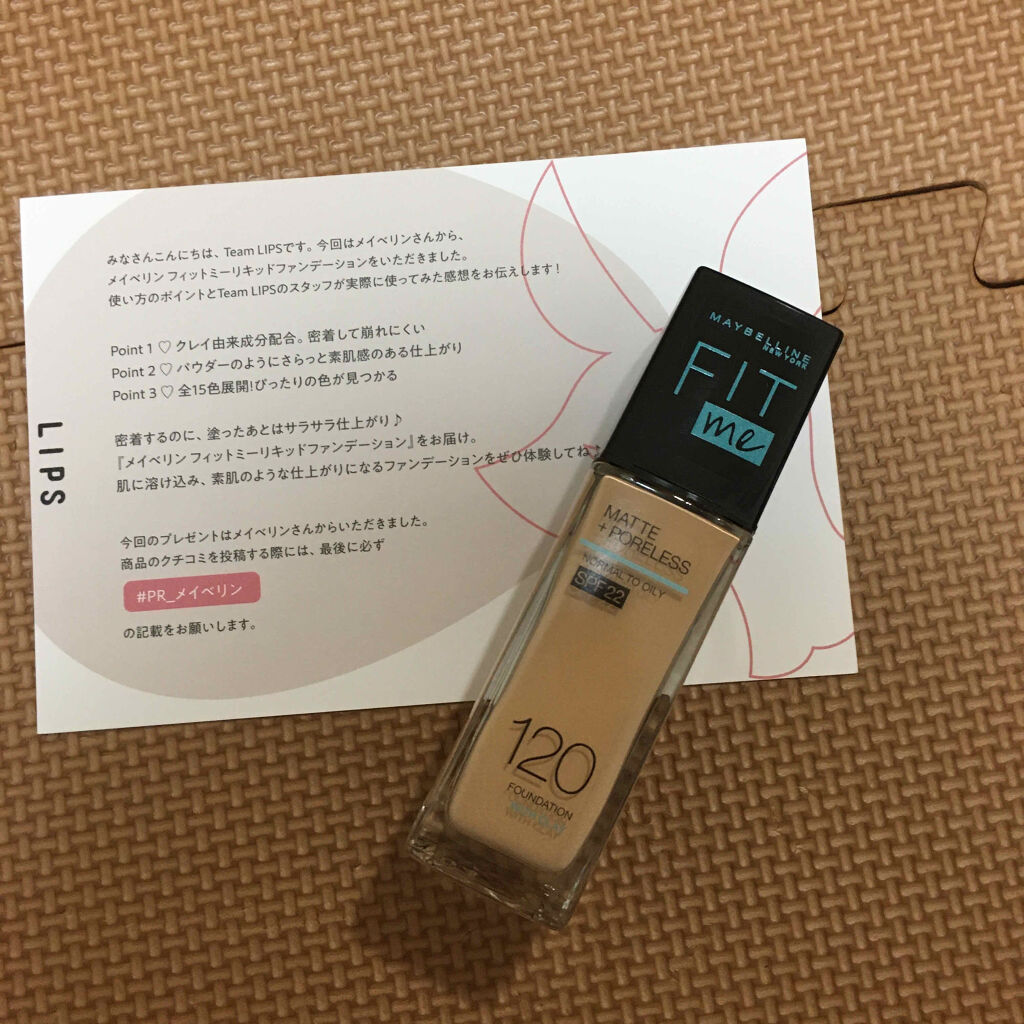 みなさんこんにちは、Team LIPSです。今回はメイベリンさんから、
メイベリン フィットミーリキッドファンデーションをいただきました。
使い方のポイントとTeam LIPSのスタッフが実際に使ってみた感想をお伝えします！
Point 1 ♡ クレイ由来成分配合。密着して崩れにくい
Point 2 ♡ パウダーのようにさらっと素肌感のある仕上がり
Point 3 ♡ 全15色展開!ぴったりの色が見つかる
密着するのに、塗ったあとはサラサラ仕上がり♪
『メイベリン フィットミーリキッドファンデーション』をお届け。
肌に溶け込み、素肌のような仕上がりになるファンデーションをぜひ体験してね♪
今回のプレゼントはメイベリンさんからいただきました。
商品のクチコミを投稿する際には、最後に必ず
#PR_メイベリン
の記載をお願いします。
LIPS
MAYBELLINE
NEW YORK
FIT
me
MATTE
+ PORELESS
NORMAL TO OILY
SPF 22
120
FOUNDATION
WITH CLAY